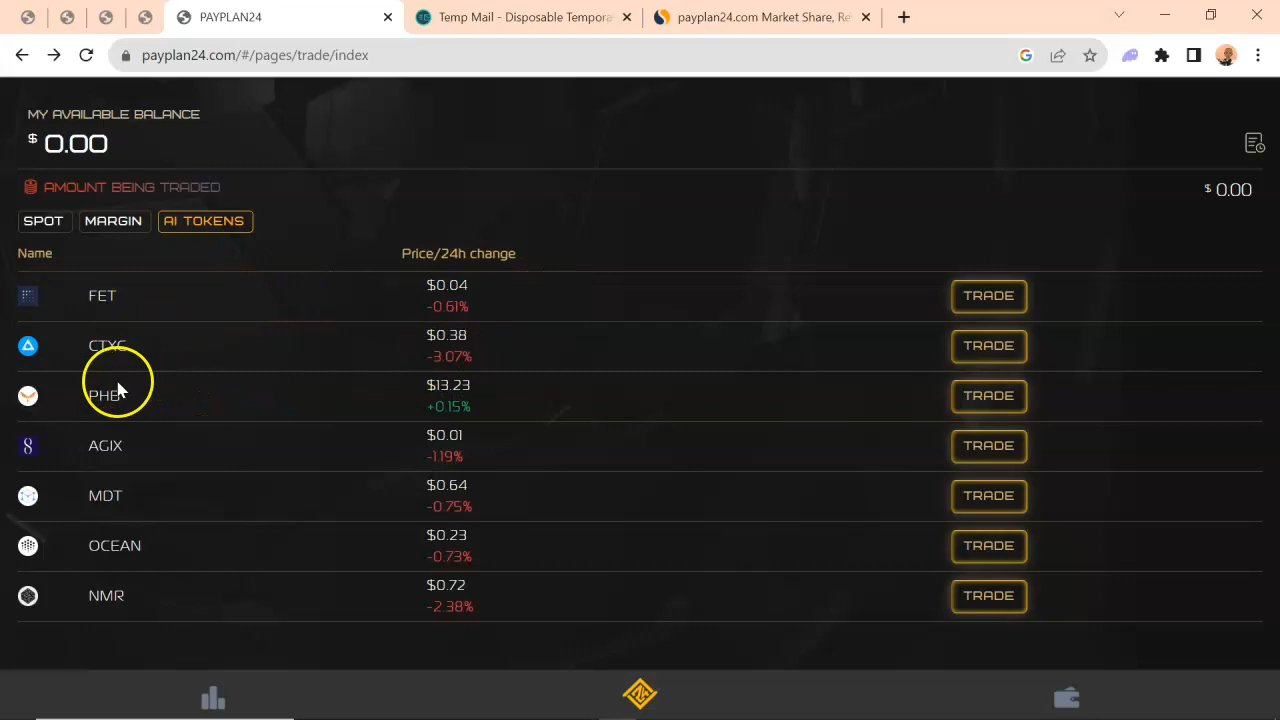 PAYPLAN24
Temp Mail - Disposable Tempora
payplan24.com Market Share, Re
payplan24.com/#/pages/trade/index
MY AVAILABLE BALANCE
$ 0.00
AMOUNT BEING TRADED
$ 0.00
SPOT MARGIN AI TOKENS
Name Price/24h change
FET $0.04 TRADE
-0.61%
CTXC $0.38 TRADE
-3.07%
PHB $13.23 TRADE
+0.15%
AGIX $0.01 TRADE
-1.19%
MDT $0.64 TRADE
-0.75%
OCEAN $0.23 TRADE
-0.73%
NMR $0.72 TRADE
-2.38%